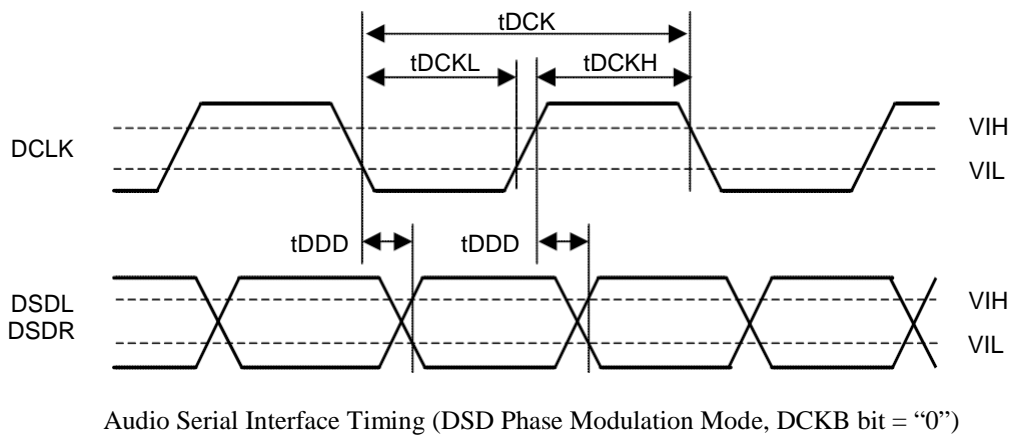 tDCK
tDCKL
tDCKH
DCLK
VIH
VIL
tDDD
tDDD
DSDL
DSDR
VIH
VIL
Audio Serial Interface Timing (DSD Phase Modulation Mode, DCKB bit = “0”)